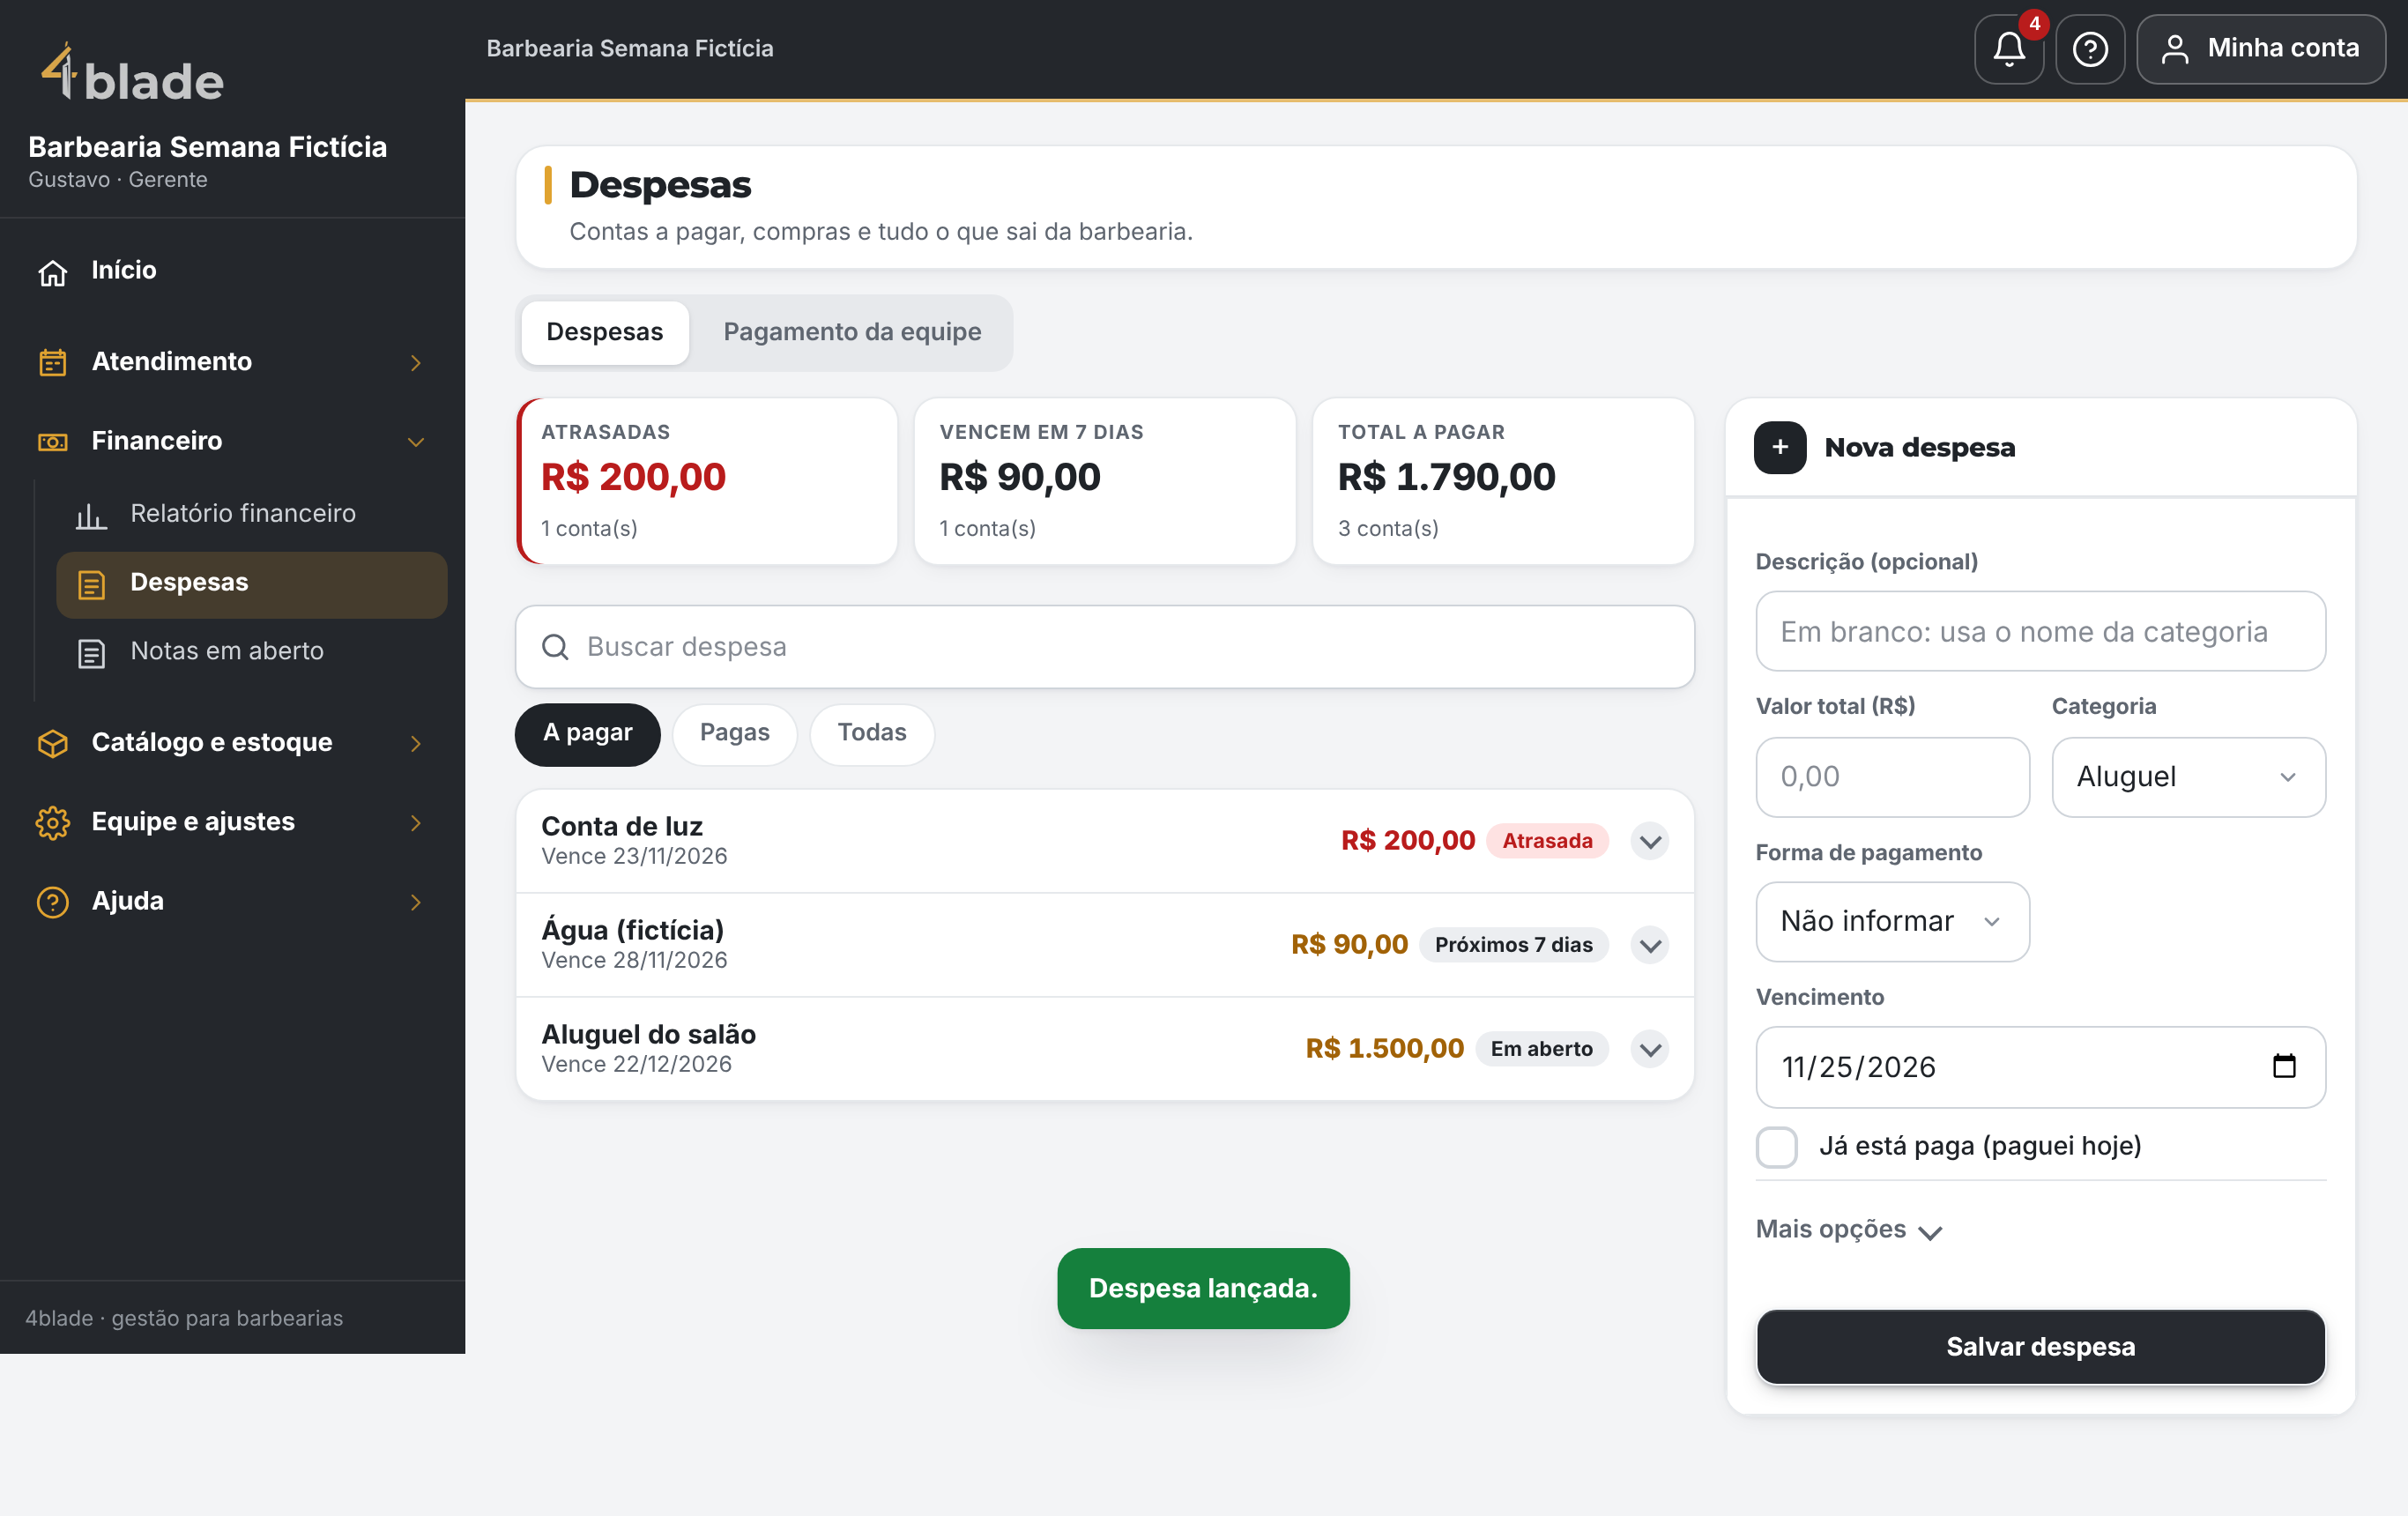 4blade
Barbearia Semana Fictícia
Gustavo · Gerente
Início
Atendimento
Financeiro
Relatório financeiro
Despesas
Notas em aberto
Catálogo e estoque
Equipe e ajustes
Ajuda
4blade · gestão para barbearias
Barbearia Semana Fictícia
4
Minha conta
Despesas
Contas a pagar, compras e tudo o que sai da barbearia.
Despesas
Pagamento da equipe
ATRASADAS
R$ 200,00
1 conta(s)
VENCEM EM 7 DIAS
R$ 90,00
1 conta(s)
TOTAL A PAGAR
R$ 1.790,00
3 conta(s)
Buscar despesa
A pagar
Pagas
Todas
Conta de luz
Vence 23/11/2026
R$ 200,00
Atrasada
Água (fictícia)
Vence 28/11/2026
R$ 90,00
Próximos 7 dias
Aluguel do salão
Vence 22/12/2026
R$ 1.500,00
Em aberto
Despesa lançada.
+ Nova despesa
Descrição (opcional)
Em branco: usa o nome da categoria
Valor total (R$)
0,00
Categoria
Aluguel
Forma de pagamento
Não informar
Vencimento
11/25/2026
Já está paga (paguei hoje)
Mais opções
Salvar despesa